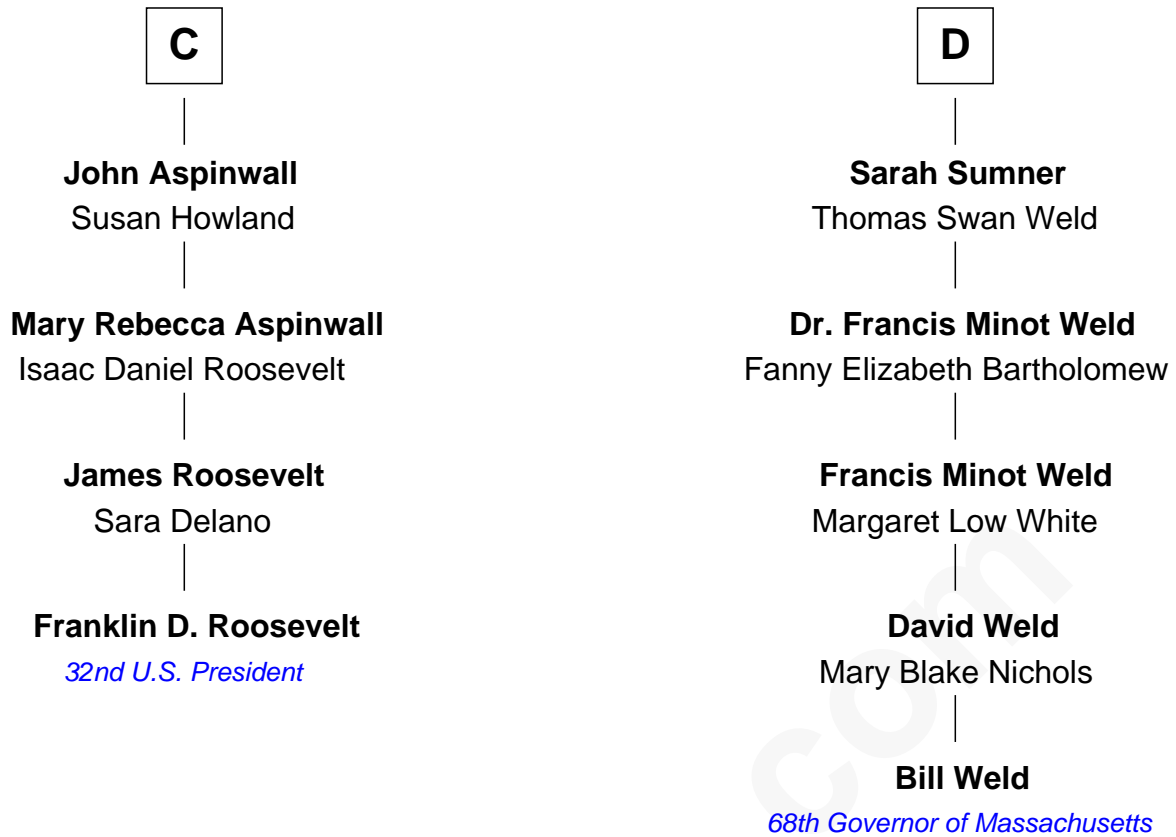 C
John Aspinwall
Susan Howland
Mary Rebecca Aspinwall
Isaac Daniel Roosevelt
James Roosevelt
Sara Delano
Franklin D. Roosevelt
32nd U.S. President
D
Sarah Sumner
Thomas Swan Weld
Dr. Francis Minot Weld
Fanny Elizabeth Bartholomew
Francis Minot Weld
Margaret Low White
David Weld
Mary Blake Nichols
Bill Weld
68th Governor of Massachusetts
com